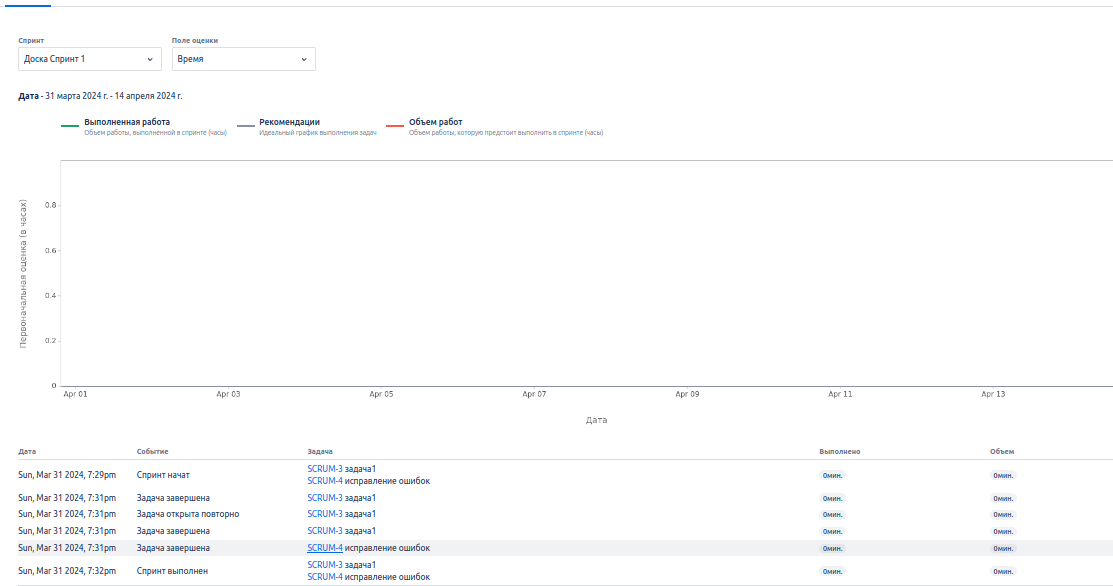 Спринт Поле оценки
Доска Спринт 1 Время
Дата - 31 марта 2024 г. - 14 апреля 2024 г.
Выполненная работа Рекомендации Объем работ
Объем работы, выполненной в спринте (часы) Идеальный график выполнения задач Объем работы, которую предстоит выполнить в спринте (часы)
Первоначальная оценка (в часах)
0.8
0.6
0.4
0.2
0
Apr 01 Apr 03 Apr 05 Apr 07 Apr 09 Apr 11 Apr 13
Дата
Дата Событие Задача Выполнено Объем
Sun, Mar 31 2024, 7:29pm Спринт начат SCRUM-3 задача1 0мин. 0мин.
SCRUM-4 исправление ошибок
Sun, Mar 31 2024, 7:31pm Задача завершена SCRUM-3 задача1 0мин. 0мин.
Sun, Mar 31 2024, 7:31pm Задача открыта повторно SCRUM-3 задача1 0мин. 0мин.
Sun, Mar 31 2024, 7:31pm Задача завершена SCRUM-3 задача1 0мин. 0мин.
Sun, Mar 31 2024, 7:31pm Задача завершена SCRUM-4 исправление ошибок 0мин. 0мин.
Sun, Mar 31 2024, 7:32pm Спринт выполнен SCRUM-3 задача1 0мин. 0мин.
SCRUM-4 исправление ошибок